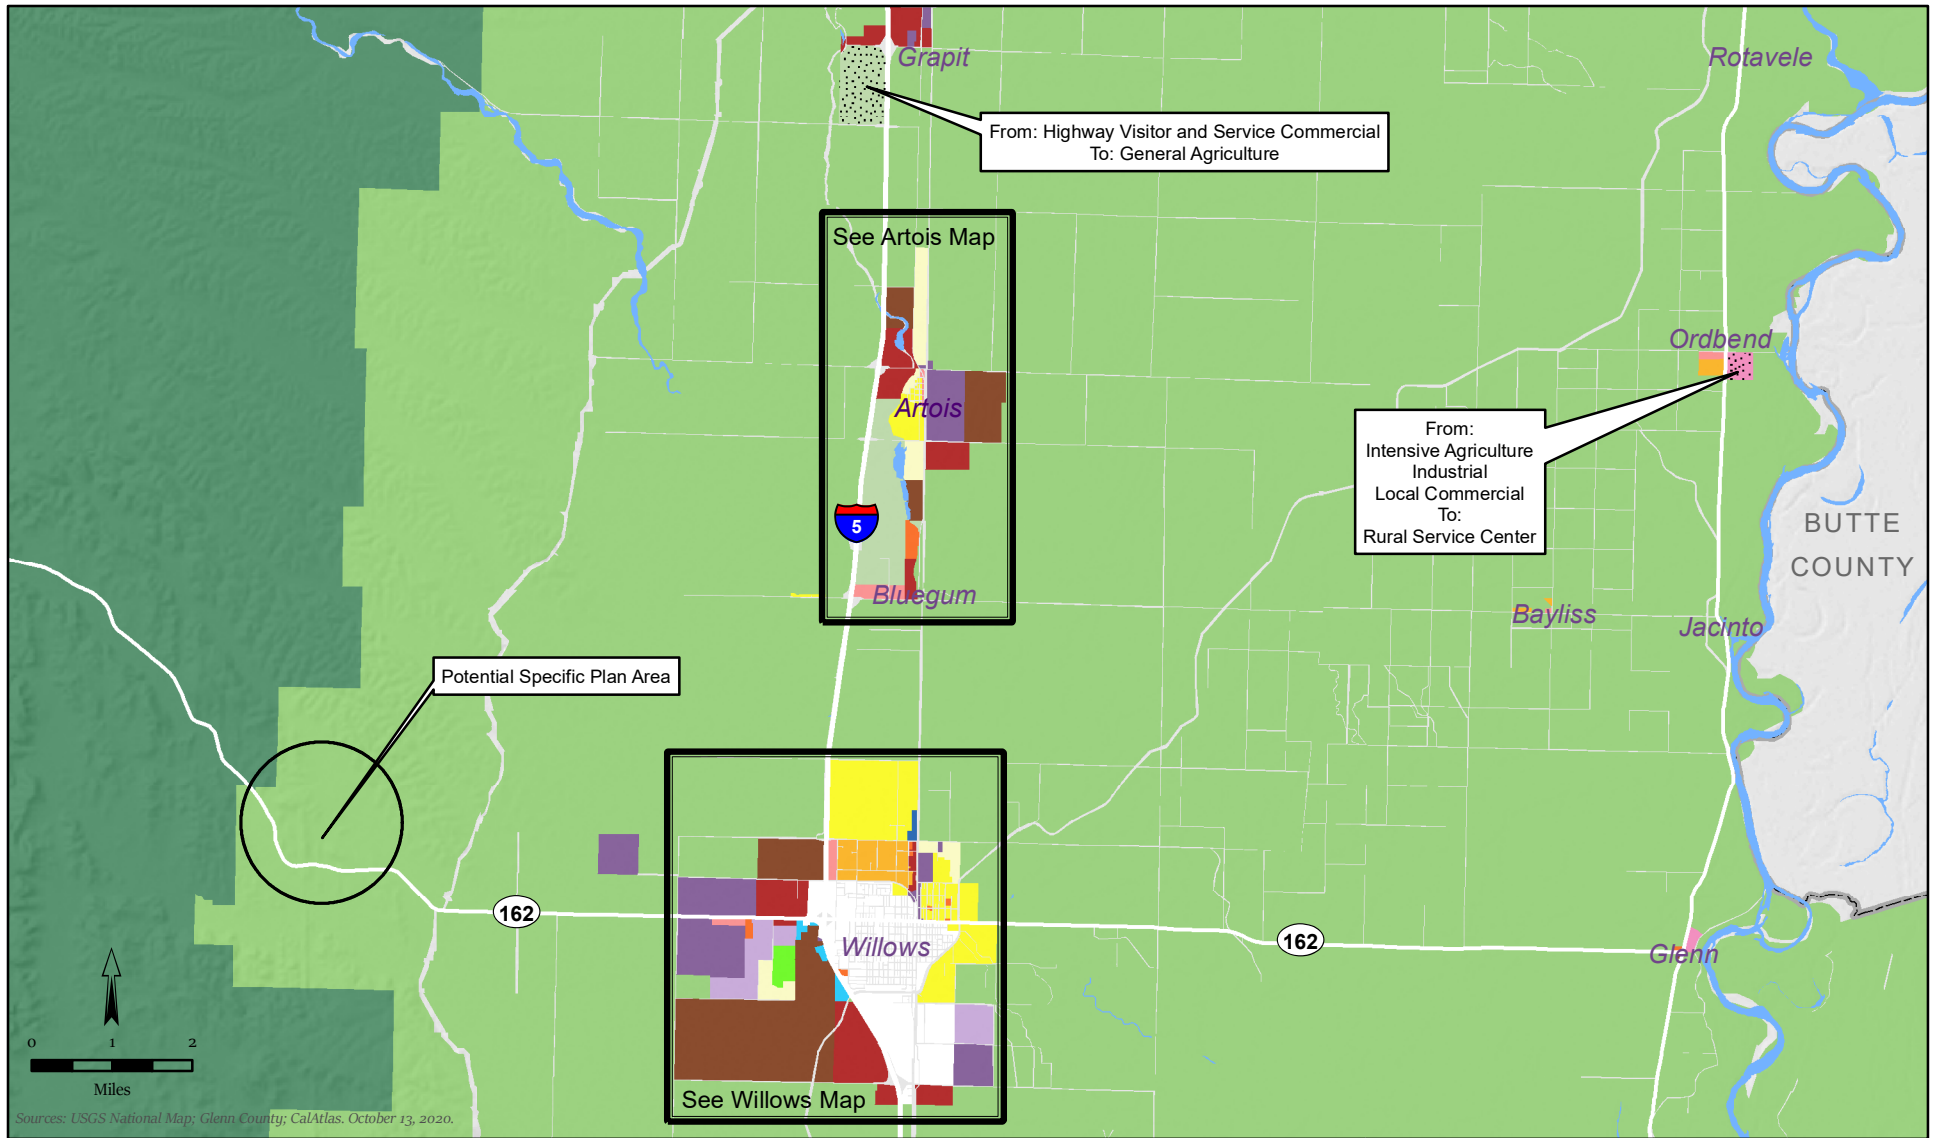 Grapit
Rotavele
From: Highway Visitor and Service Commercial
To: General Agriculture
See Artois Map
Ordbend
Artois
From:
Intensive Agriculture
Industrial
Local Commercial
To:
Rural Service Center
5
BUTTE
COUNTY
Bluegum
Bayliss
Jacinto
Potential Specific Plan Area
162
162
Willows
Glenn
0 1 2
Miles
See Willows Map
Sources: USGS National Map; Glenn County; CalAtlas. October 13, 2020.